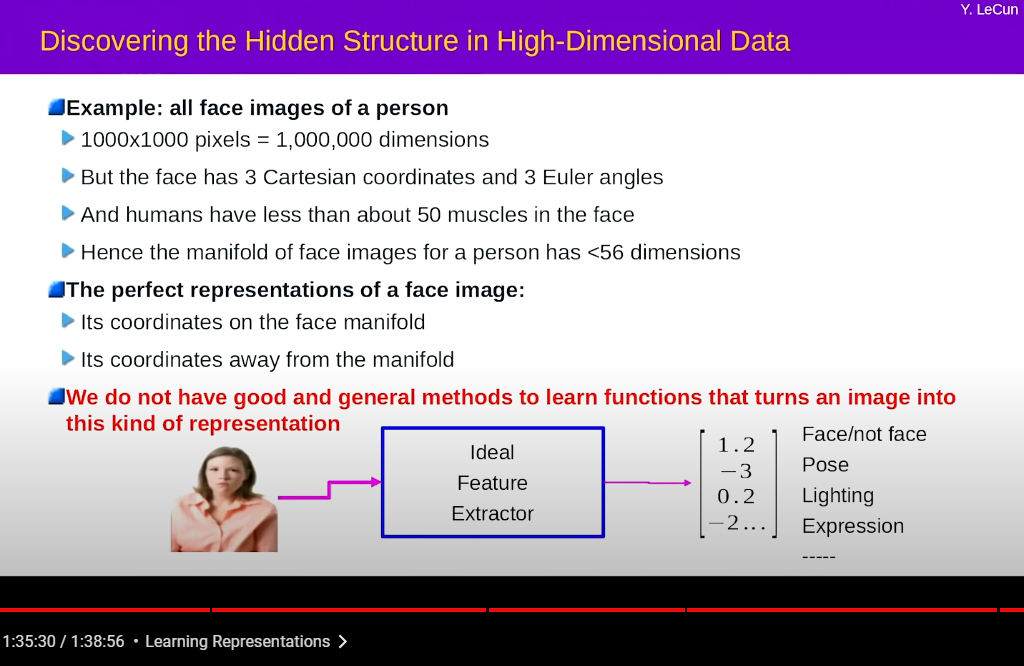 Y. LeCun
Discovering the Hidden Structure in High-Dimensional Data
Example: all face images of a person
1000x1000 pixels = 1,000,000 dimensions
But the face has 3 Cartesian coordinates and 3 Euler angles
And humans have less than about 50 muscles in the face
Hence the manifold of face images for a person has <56 dimensions
The perfect representations of a face image:
Its coordinates on the face manifold
Its coordinates away from the manifold
We do not have good and general methods to learn functions that turns an image into
this kind of representation
Ideal
Feature
Extractor
1.2
−3
0.2
−2...
Face/not face
Pose
Lighting
Expression
-----
1:35:30 / 1:38:56 • Learning Representations